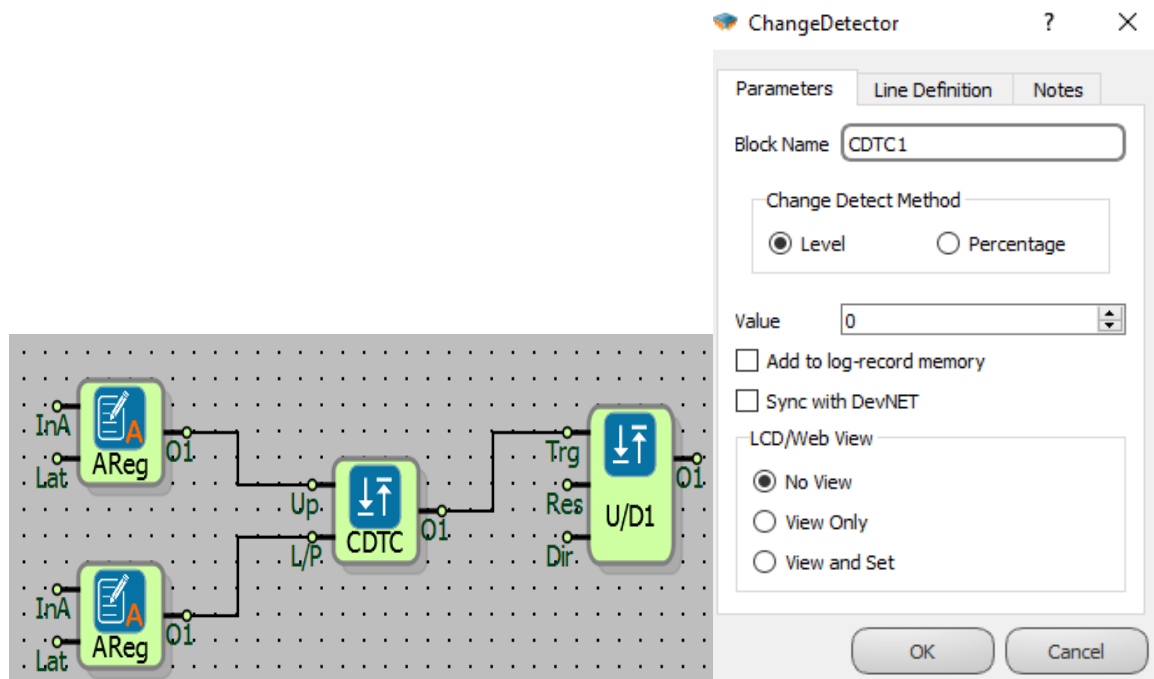 ChangeDetector ? ×
Parameters Line Definition Notes
Block Name CDTC1
Change Detect Method
Level Percentage
Value 0
Add to log-record memory
Sync with DevNET
LCD/Web View
No View
View Only
View and Set
OK Cancel
InA
Lat
A
AReg
O1
InA
Lat
A
AReg
O1
Up
L/P
CDTC
O1
Trg
Res
Dir
U/D1
O1